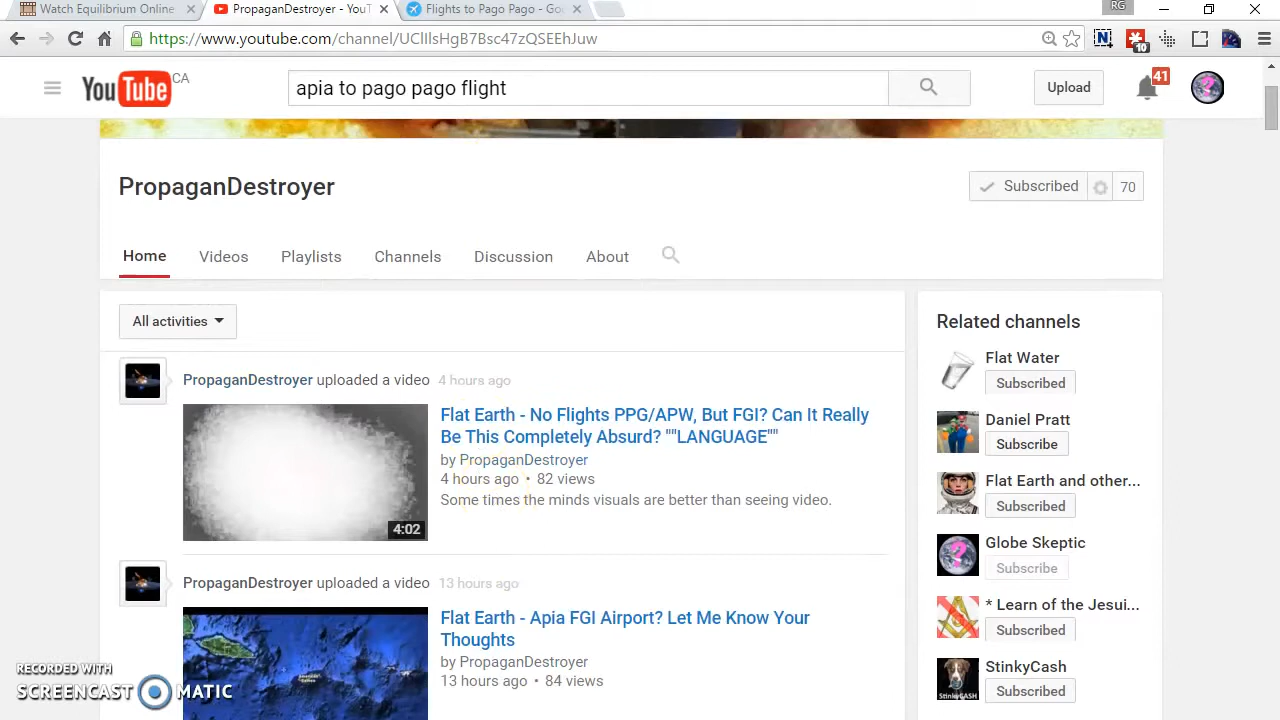 Watch Equilibrium Online
PropaganDestroyer - YouT
Flights to Pago Pago - Go
RG
https://www.youtube.com/channel/UCIIlsHgB7Bsc47zQSEEhJuw
10
YouTube CA
apia to pago pago flight
Upload
41
PropaganDestroyer
Subscribed 70
Home Videos Playlists Channels Discussion About
All activities
PropaganDestroyer uploaded a video 4 hours ago
Flat Earth - No Flights PPG/APW, But FGI? Can It Really
Be This Completely Absurd? ""LANGUAGE""
by PropaganDestroyer
4 hours ago • 82 views
Some times the minds visuals are better than seeing video.
4:02
PropaganDestroyer uploaded a video 13 hours ago
Flat Earth - Apia FGI Airport? Let Me Know Your
Thoughts
by PropaganDestroyer
13 hours ago • 84 views
Related channels
Flat Water
Subscribed
Daniel Pratt
Subscribe
Flat Earth and other...
Subscribed
Globe Skeptic
Subscribe
* Learn of the Jesui...
Subscribed
StinkyCash
StinkyCASH
Subscribed
RECORDED WITH
SCREENCAST MATIC